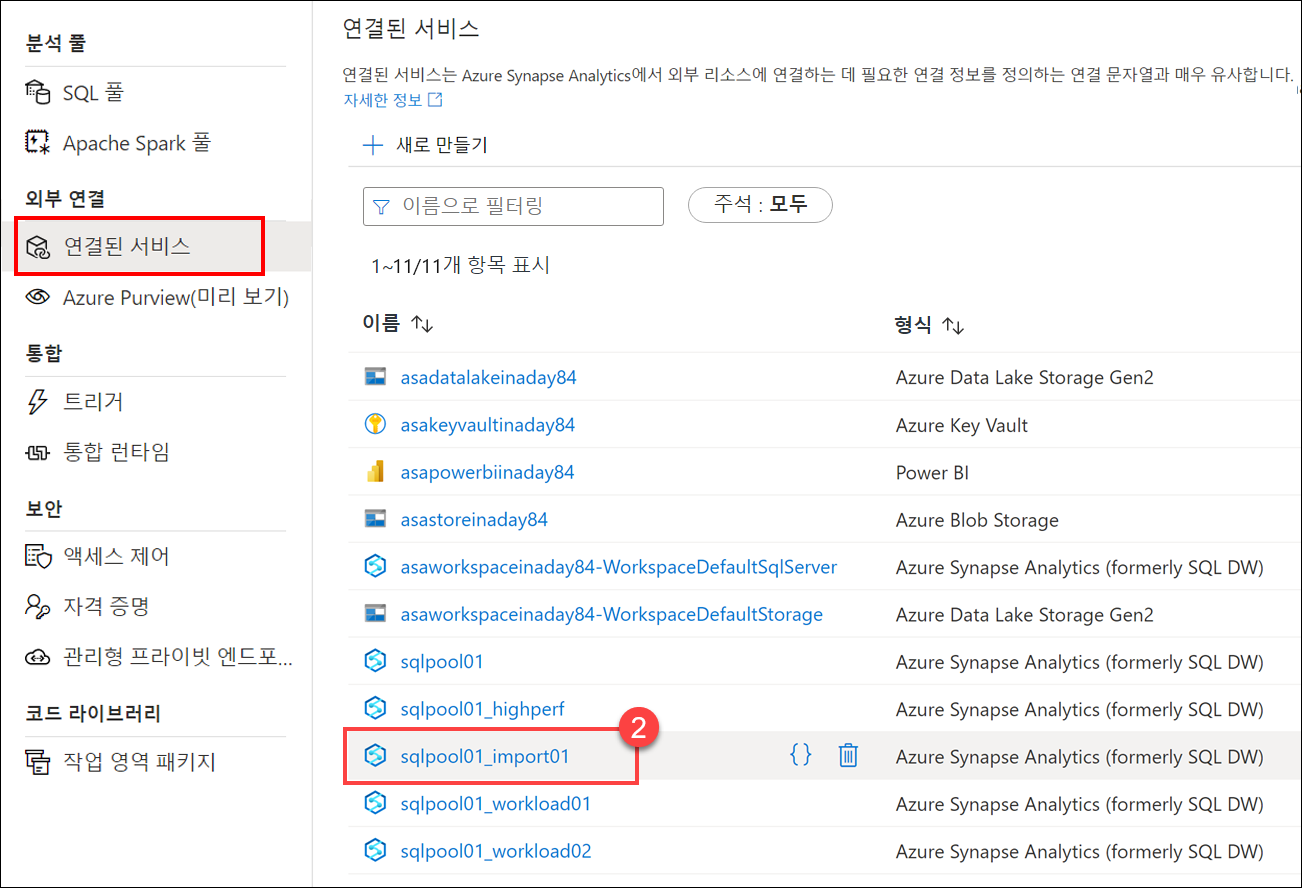 분석 풀
SQL 풀
Apache Spark 풀
외부 연결
연결된 서비스
Azure Purview(미리 보기)
통합
트리거
통합 런타임
보안
액세스 제어
자격 증명
관리형 프라이빗 엔드포...
코드 라이브러리
작업 영역 패키지
연결된 서비스
연결된 서비스는 Azure Synapse Analytics에서 외부 리소스에 연결하는 데 필요한 연결 정보를 정의하는 연결 문자열과 매우 유사합니다.
자세한 정보
새로 만들기
이름으로 필터링
주석 : 모두
1~11/11개 항목 표시
이름 형식
asadatalakeinaday84 Azure Data Lake Storage Gen2
asakeyvaultinaday84 Azure Key Vault
asapowerbiinaday84 Power BI
asastoreinaday84 Azure Blob Storage
asaworkspaceinaday84-WorkspaceDefaultSqlServer Azure Synapse Analytics (formerly SQL DW)
asaworkspaceinaday84-WorkspaceDefaultStorage Azure Data Lake Storage Gen2
sqlpool01 Azure Synapse Analytics (formerly SQL DW)
sqlpool01_highperf Azure Synapse Analytics (formerly SQL DW)
2
sqlpool01_import01 {} Azure Synapse Analytics (formerly SQL DW)
sqlpool01_workload01 Azure Synapse Analytics (formerly SQL DW)
sqlpool01_workload02 Azure Synapse Analytics (formerly SQL DW)